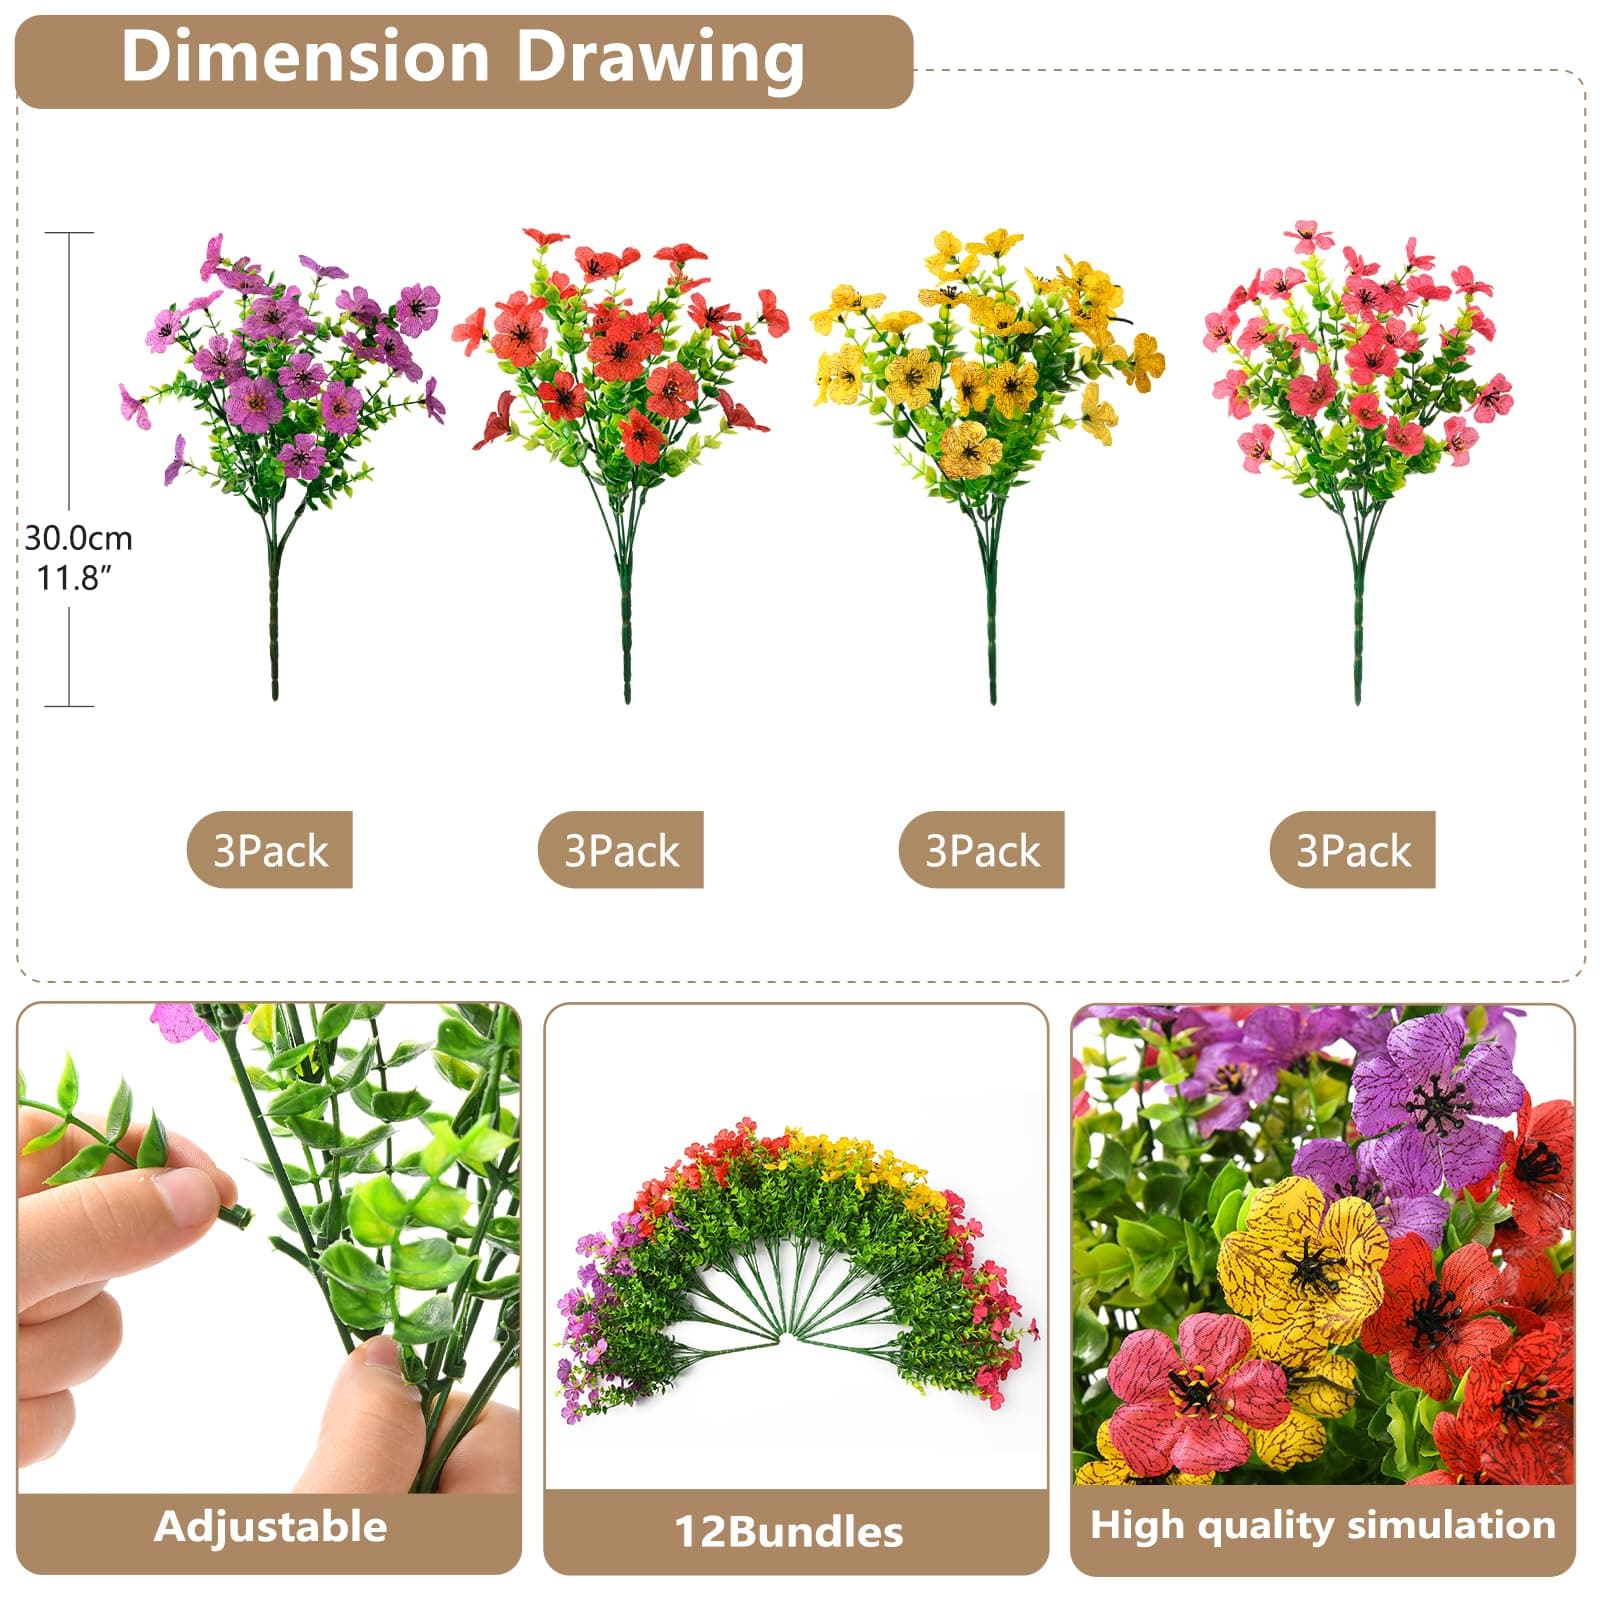 Dimension Drawing
30.0cm
11.8″
3Pack
3Pack
3Pack
3Pack
Adjustable
12Bundles
High quality simulation